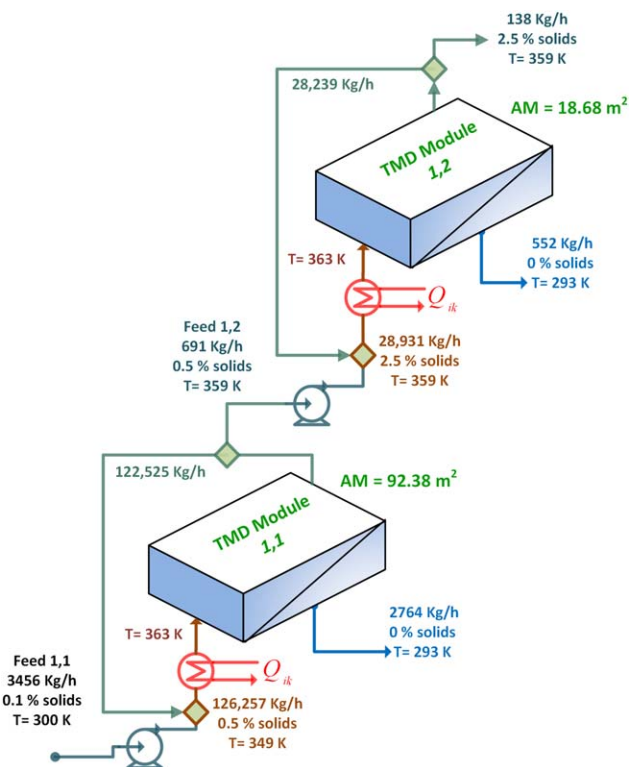 138 Kg/h
2.5 % solids
T= 359 K
28,239 Kg/h
AM = 18.68 m²
TMD Module
1,2
T= 363 K
552 Kg/h
0 % solids
T= 293 K
Q ik
Feed 1,2
691 Kg/h
0.5 % solids
T= 359 K
28,931 Kg/h
2.5 % solids
T= 359 K
122,525 Kg/h
AM = 92.38 m²
TMD Module
1,1
T= 363 K
2764 Kg/h
0 % solids
T= 293 K
Q ik
Feed 1,1
3456 Kg/h
0.1 % solids
T= 300 K
126,257 Kg/h
0.5 % solids
T= 349 K